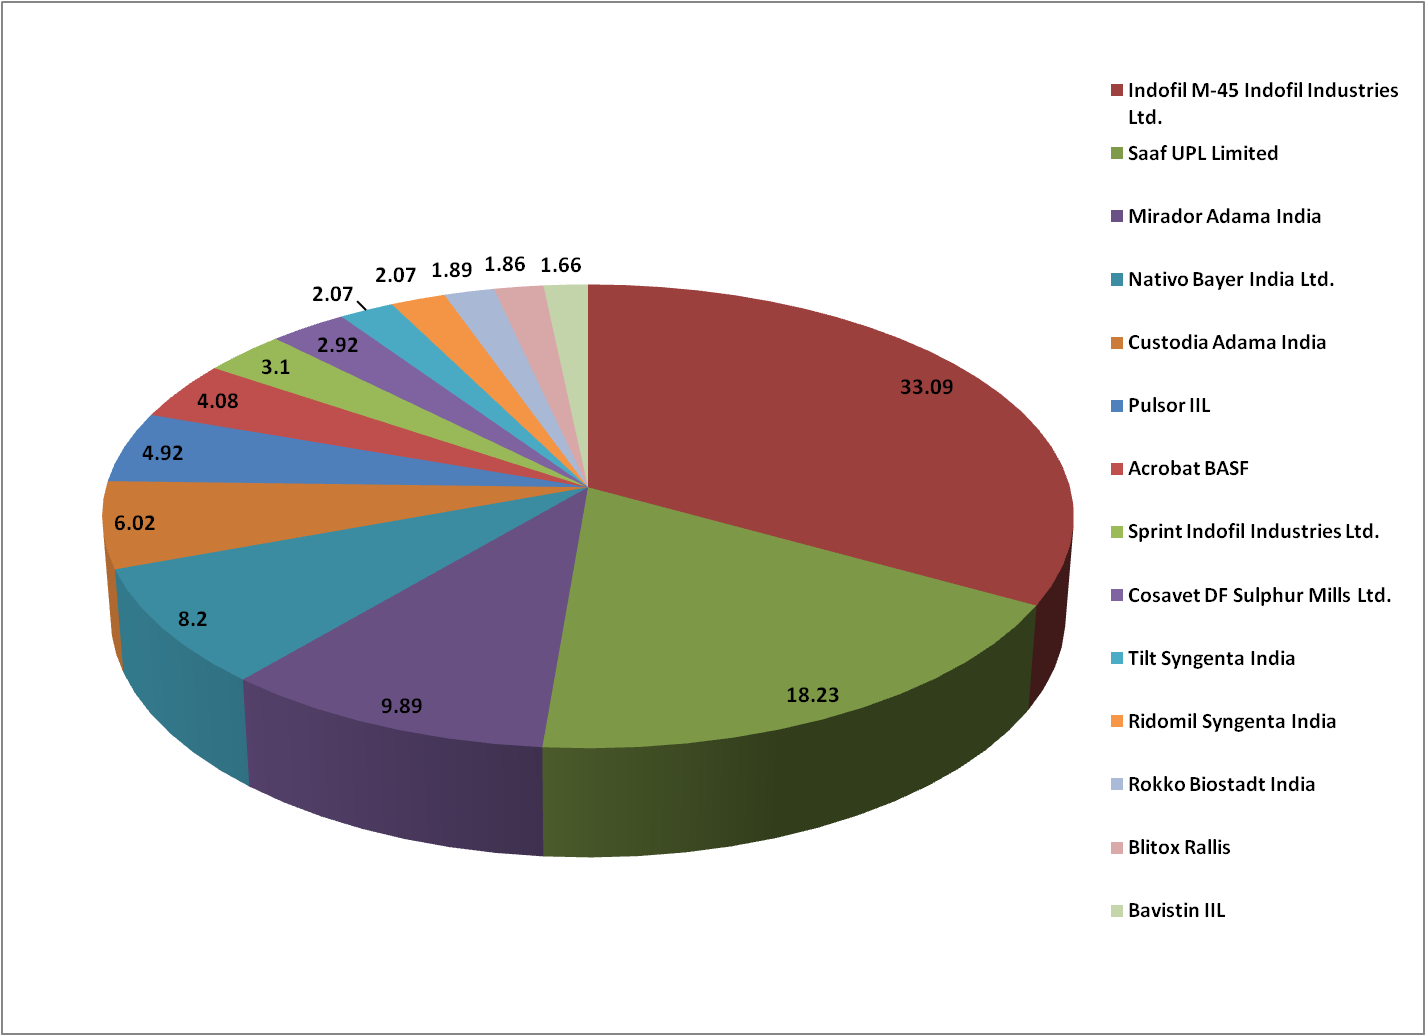 1.66
1.86
1.89
2.07
2.07
2.92
3.1
4.08
4.92
6.02
8.2
9.89
18.23
33.09
Indofil M-45 Indofil Industries
Ltd.
Saaf UPL Limited
Mirador Adama India
Nativo Bayer India Ltd.
Custodia Adama India
Pulsor IIL
Acrobat BASF
Sprint Indofil Industries Ltd.
Cosavet DF Sulphur Mills Ltd.
Tilt Syngenta India
Ridomil Syngenta India
Rokko Biostadt India
Blitox Rallis
Bavistin IIL